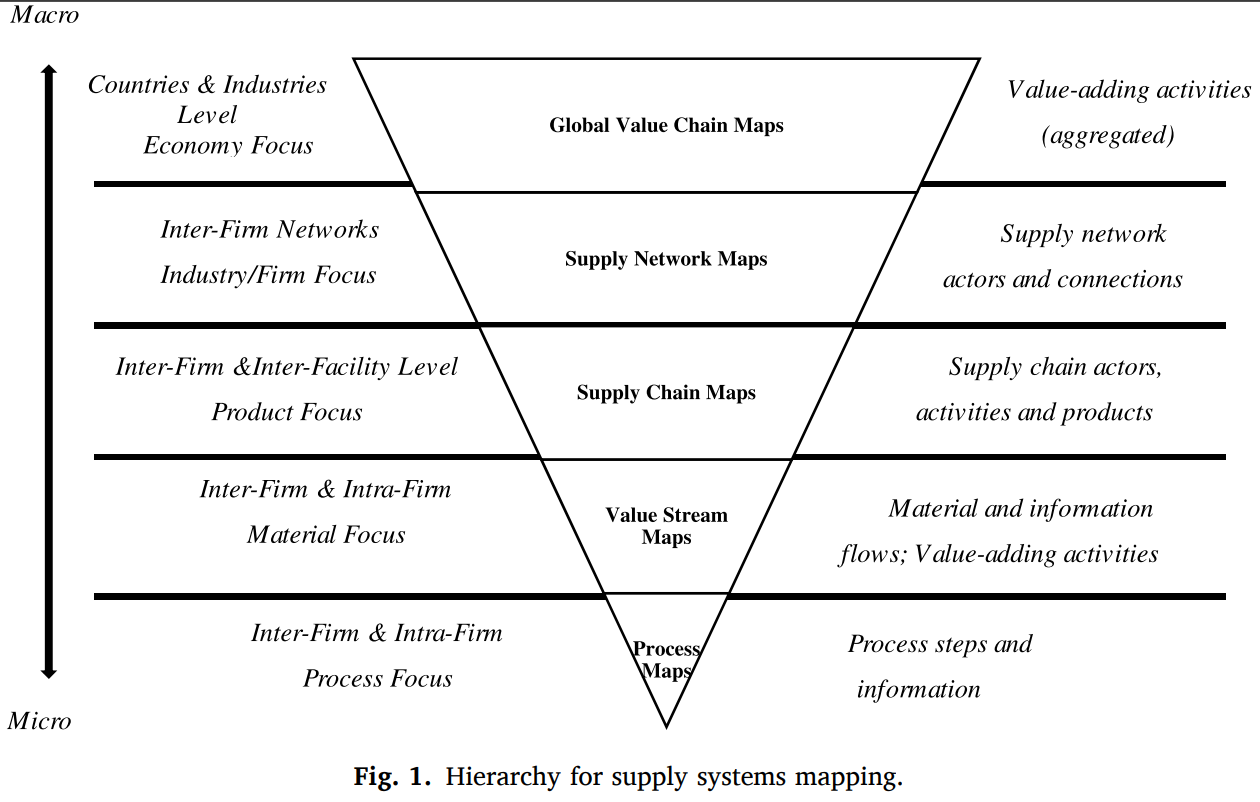 Macro
Countries & Industries
Level
Economy Focus
Global Value Chain Maps
Value-adding activities
(aggregated)
Inter-Firm Networks
Industry/Firm Focus
Supply Network Maps
Supply network
actors and connections
Inter-Firm &Inter-Facility Level
Product Focus
Supply Chain Maps
Supply chain actors,
activities and products
Inter-Firm & Intra-Firm
Material Focus
Value Stream
Maps
Material and information
flows; Value-adding activities
Inter-Firm & Intra-Firm
Process Focus
Process
Maps
Process steps and
information
Micro
Fig. 1. Hierarchy for supply systems mapping.